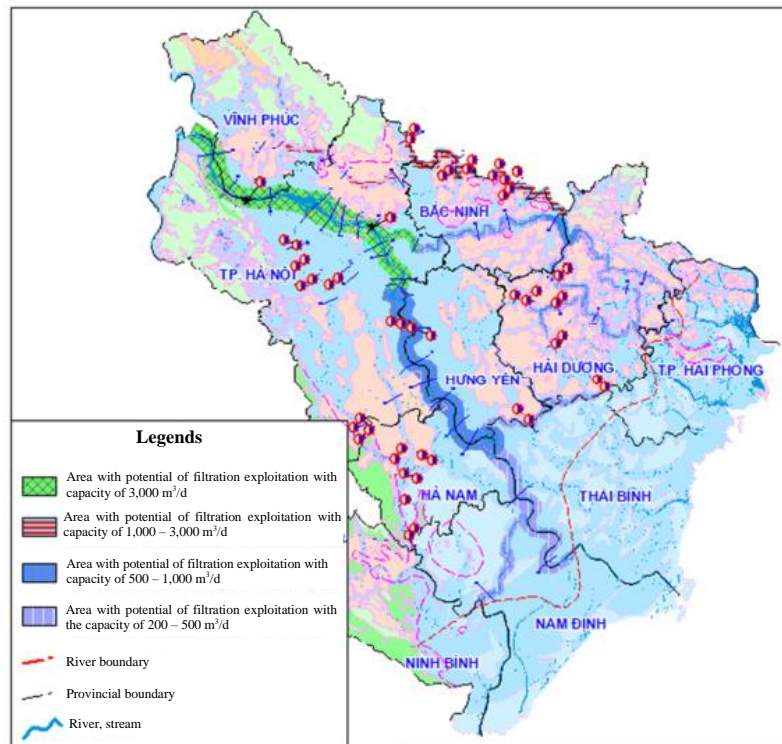 VĨNH PHÚC
BẮC NINH
TP. HÀ NỘI
HƯNG YÊN
HẢI DƯƠNG
TP. HẢI PHÒNG
HÀ NAM
THÁI BÌNH
NAM ĐỊNH
NINH BÌNH
Legends
Area with potential of filtration exploitation with
capacity of 3,000 m³/d
Area with potential of filtration exploitation with
capacity of 1,000 – 3,000 m³/d
Area with potential of filtration exploitation with
capacity of 500 – 1,000 m³/d
Area with potential of filtration exploitation with
the capacity of 200 – 500 m³/d
River boundary
Provincial boundary
River, stream